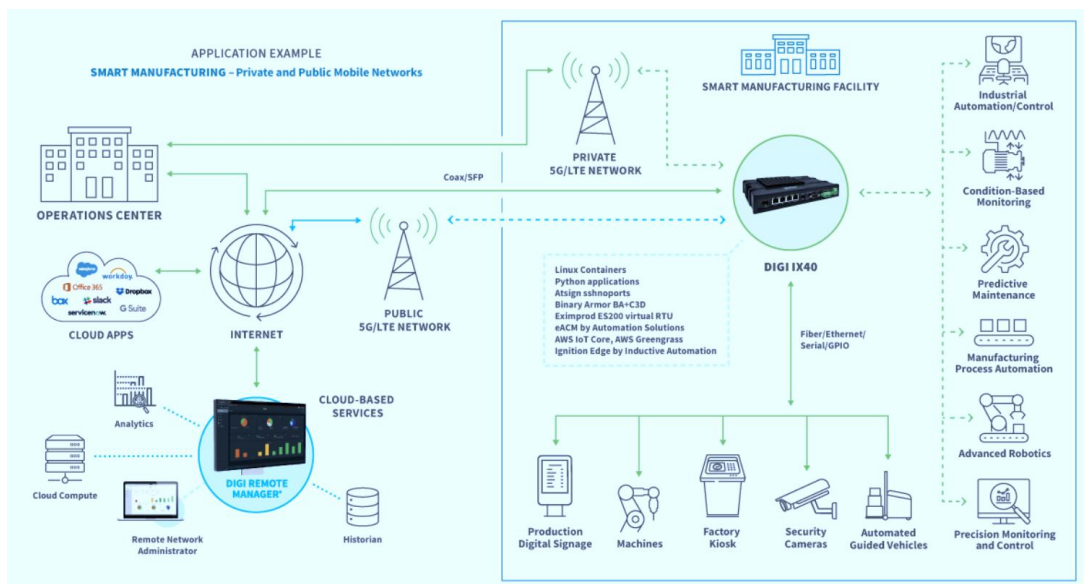 APPLICATION EXAMPLE
SMART MANUFACTURING – Private and Public Mobile Networks
SMART MANUFACTURING FACILITY
OPERATIONS CENTER
PRIVATE
5G/LTE NETWORK
Coax/SFP
salesforce
workday.
Office 365
Dropbox
box
slack
servicenow.
G Suite
CLOUD APPS
INTERNET
PUBLIC
5G/LTE NETWORK
DIGI IX40
Linux Containers
Python applications
Atsign sshnoports
Binary Armor BA+C3D
Eximprod ES200 virtual RTU
eACM by Automation Solutions
AWS IoT Core, AWS Greengrass
Ignition Edge by Inductive Automation
Fiber/Ethernet/
Serial/GPIO
CLOUD-BASED
SERVICES
Analytics
Cloud Compute
DIGI REMOTE
MANAGER®
Remote Network
Administrator
Historian
Production
Digital Signage
Machines
Factory
Kiosk
Security
Cameras
Automated
Guided Vehicles
Industrial
Automation/Control
Condition-Based
Monitoring
Predictive
Maintenance
Manufacturing
Process Automation
Advanced Robotics
Precision Monitoring
and Control